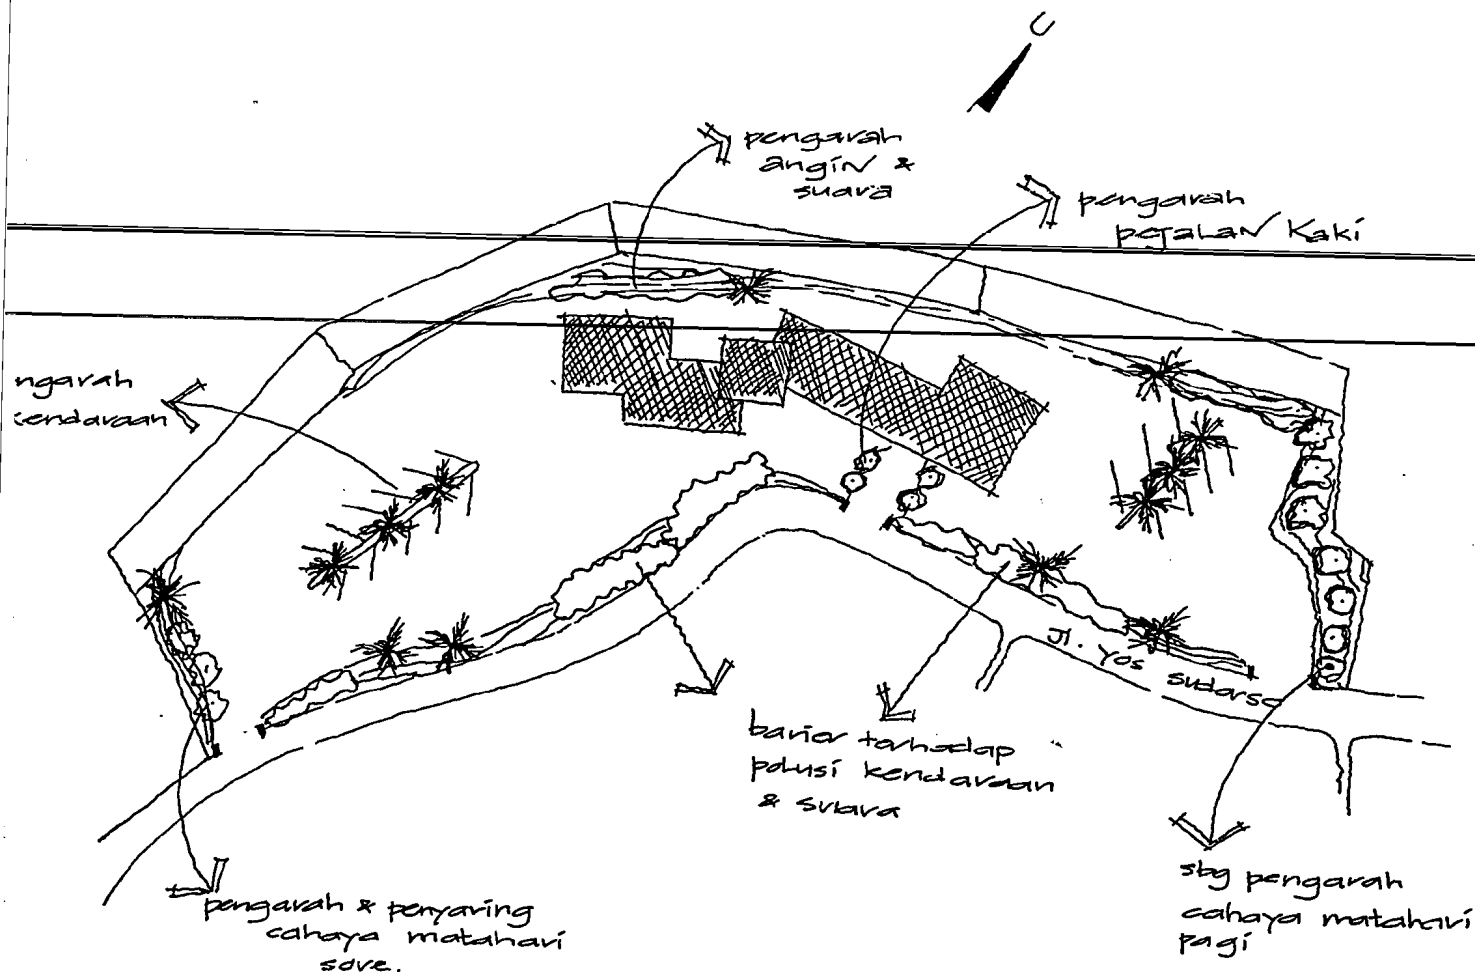 U
pengarah
angin &
suara
pengarah
pejalan kaki
ngarah
kendaraan
Jl. Yos Sudarso
barier terhadap
polusi kendaraan
& suara
sbg pengarah
cahaya matahari
pagi
pengarah & penyaring
cahaya matahari
sore.